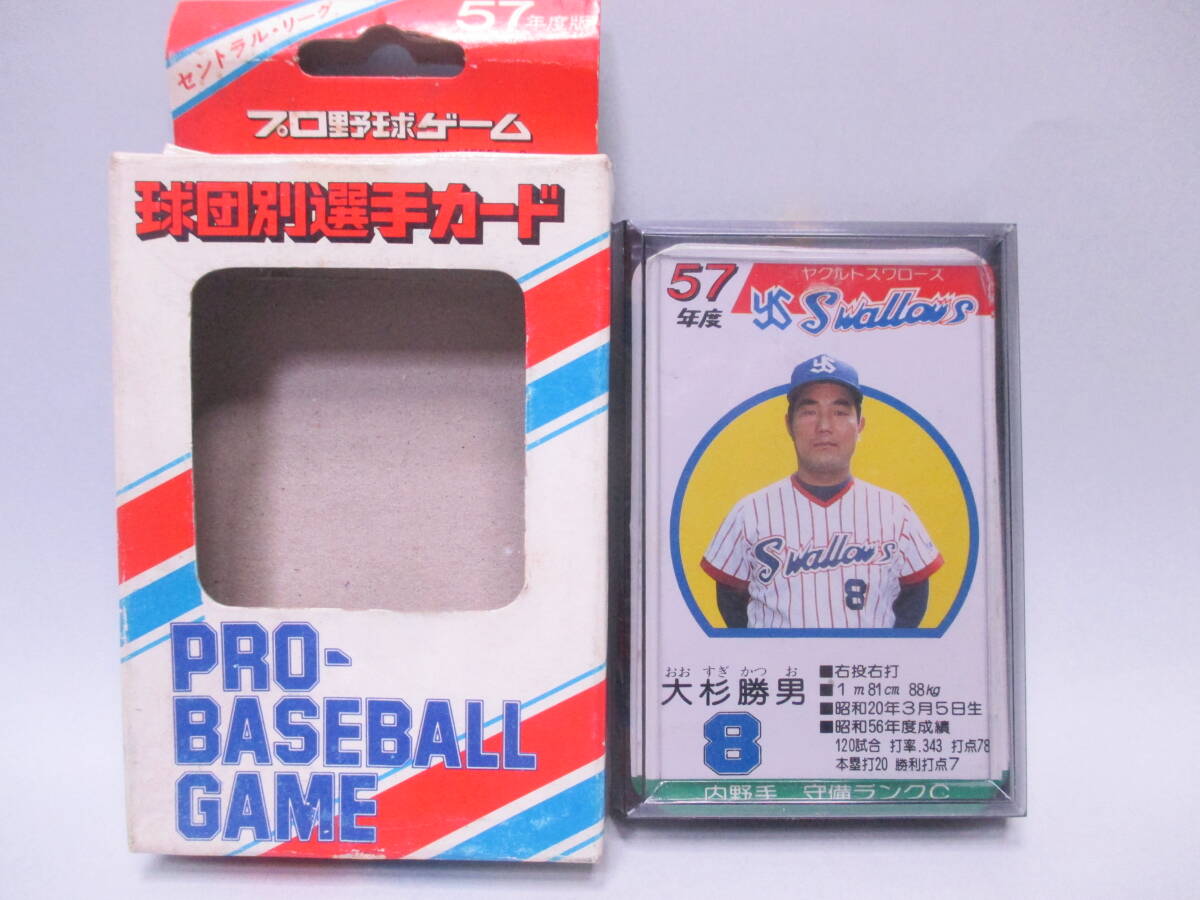 セントラル・リーグ
57年度版
プロ野球ゲーム
球団別選手カード
PRO-
BASEBALL
GAME
57
年度
ヤクルトスワローズ
YS Swallows
YS
Swallows
8
おお すぎ かつ お
大杉勝男
8
■右投右打
■1m81cm 88kg
■昭和20年3月5日生
■昭和56年度成績
120試合 打率.343 打点78
本塁打20 勝利打点7
内野手 守備ランクC